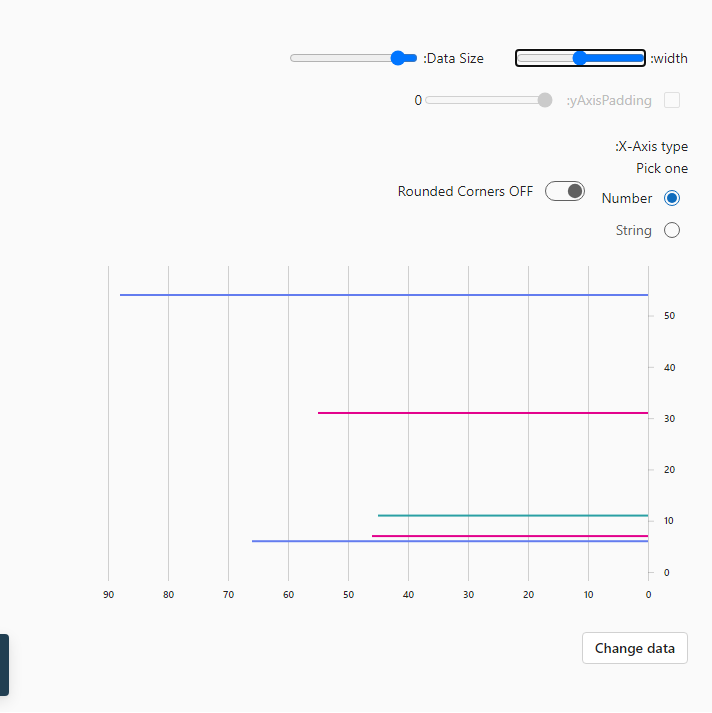 :width
:Data Size
:yAxisPadding 0
:X-Axis type
Pick one
Number
Rounded Corners OFF
String
50
40
30
20
10
0
90 80 70 60 50 40 30 20 10 0
Change data